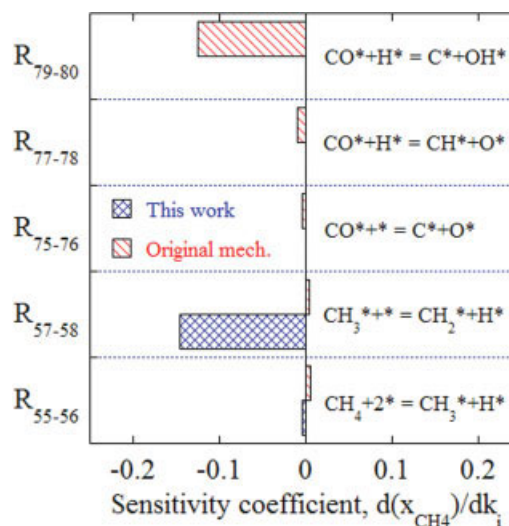 R79-80 CO*+H* = C*+OH*
R77-78 CO*+H* = CH*+O*
This work
R75-76 CO*+* = C*+O*
Original mech.
R57-58 CH3*+* = CH2*+H*
R55-56 CH4+2* = CH3*+H*
-0.2 -0.1 0 0.1 0.2
Sensitivity coefficient, d(xCH4)/dki